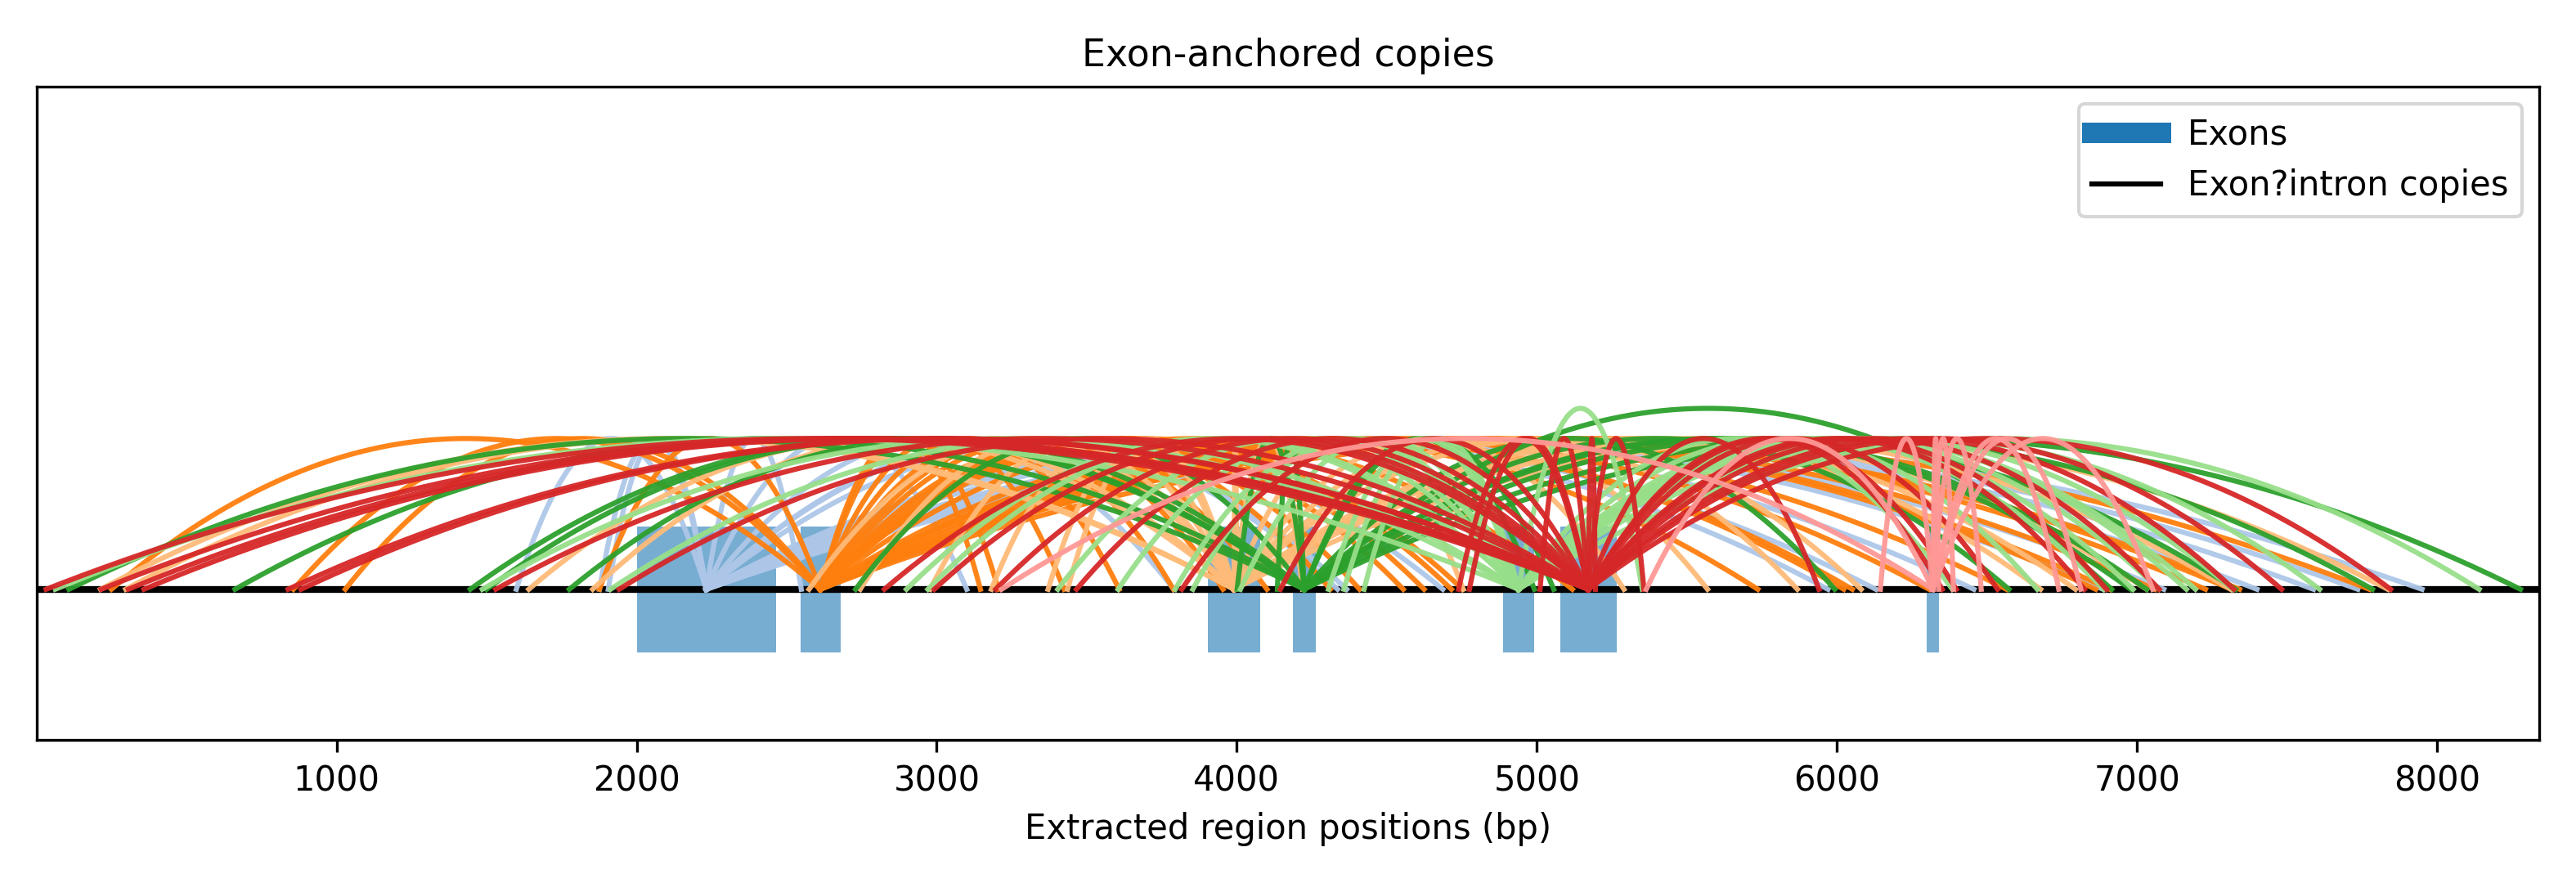 Exon-anchored copies
Exons
Exon?intron copies
1000 2000 3000 4000 5000 6000 7000 8000
Extracted region positions (bp)